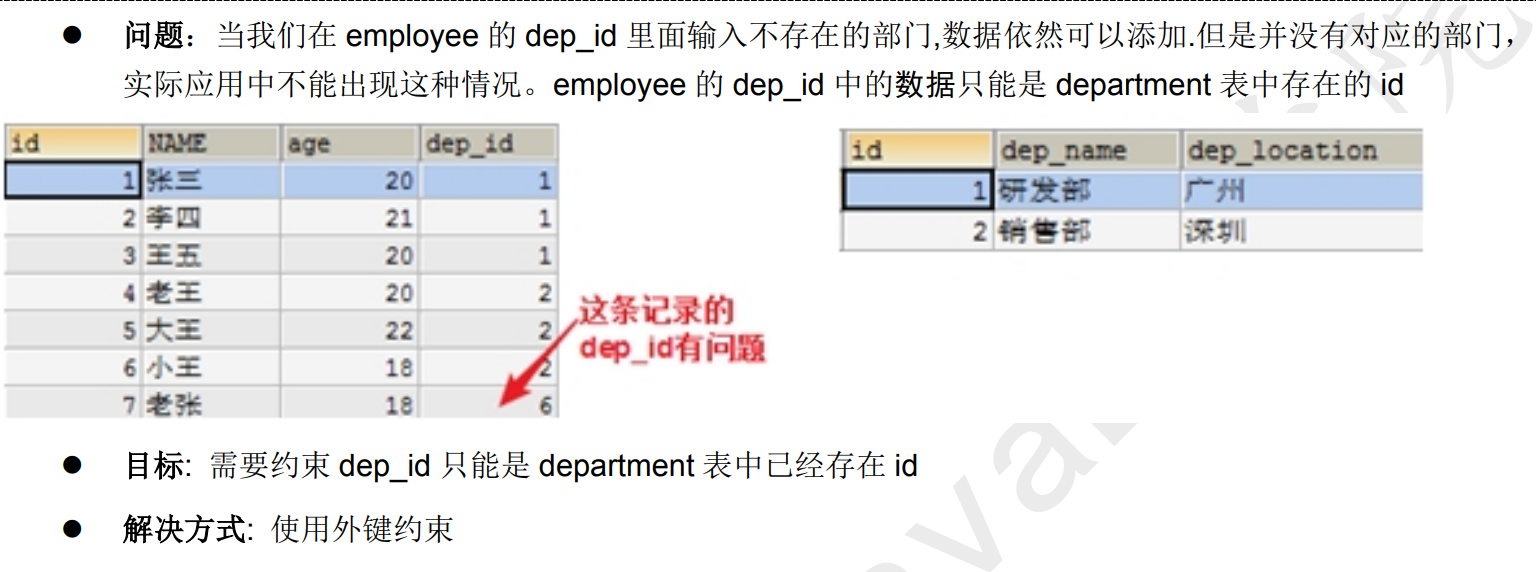 ● 问题：当我们在 employee 的 dep_id 里面输入不存在的部门,数据依然可以添加.但是并没有对应的部门，
实际应用中不能出现这种情况。employee 的 dep_id 中的数据只能是 department 表中存在的 id
id NAME age dep_id
1 张三 20 1
2 李四 21 1
3 王五 20 1
4 老王 20 2
5 大王 22 2
6 小王 18 2
7 老张 18 6
这条记录的
dep_id有问题
id dep_name dep_location
1 研发部 广州
2 销售部 深圳
● 目标: 需要约束 dep_id 只能是 department 表中已经存在 id
● 解决方式: 使用外键约束
院
va